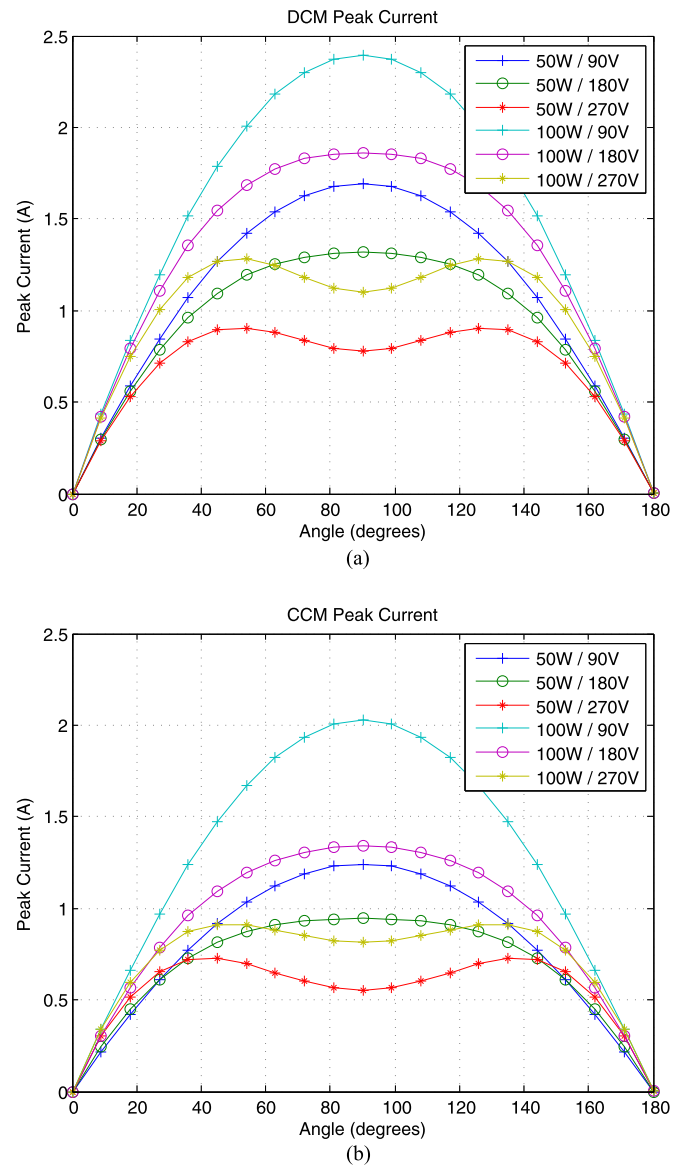 DCM Peak Current
2.5
2
1.5
1
0.5
0
Peak Current (A)
50W / 90V
50W / 180V
50W / 270V
100W / 90V
100W / 180V
100W / 270V
0 20 40 60 80 100 120 140 160 180
Angle (degrees)
(a)
CCM Peak Current
2.5
2
1.5
1
0.5
0
Peak Current (A)
50W / 90V
50W / 180V
50W / 270V
100W / 90V
100W / 180V
100W / 270V
0 20 40 60 80 100 120 140 160 180
Angle (degrees)
(b)